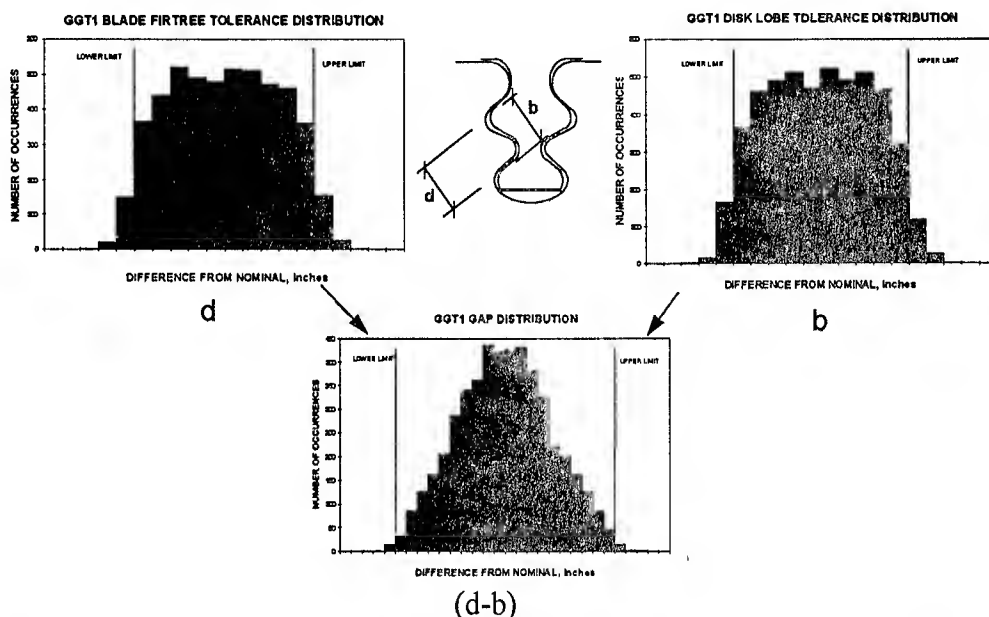 GGT1 BLADE FIRTREE TOLERANCE DISTRIBUTION
LOWER LIMIT
UPPER LIMIT
NUMBER OF OCCURRENCES
DIFFERENCE FROM NOMINAL, Inches
d
b
d
GGT1 DISK LOBE TOLERANCE DISTRIBUTION
LOWER LIMIT
UPPER LIMIT
NUMBER OF OCCURRENCES
DIFFERENCE FROM NOMINAL, Inches
b
GGT1 GAP DISTRIBUTION
LOWER LIMIT
UPPER LIMIT
NUMBER OF OCCURRENCES
DIFFERENCE FROM NOMINAL, Inches
(d-b)